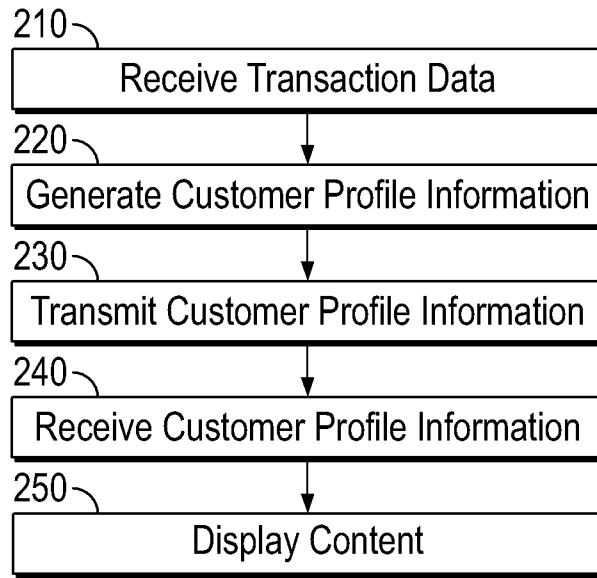 210
Receive Transaction Data
220
Generate Customer Profile Information
230
Transmit Customer Profile Information
240
Receive Customer Profile Information
250
Display Content